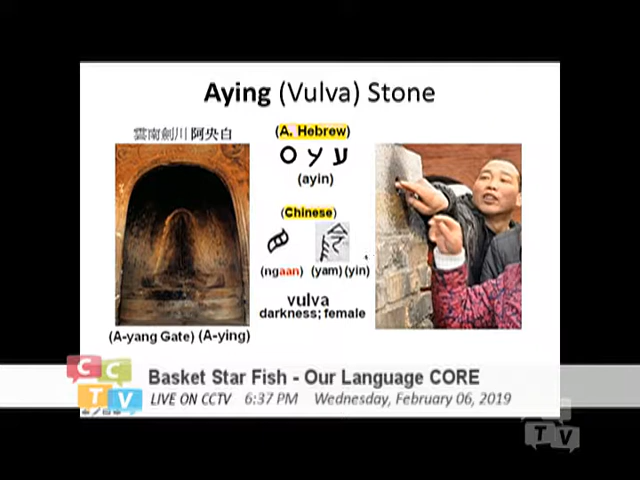 Aying (Vulva) Stone
雲南劍川 阿央白
(A. Hebrew)
(ayin)
(Chinese)
(ngaan) (yam) (yin)
vulva
darkness; female
(A-yang Gate) (A-ying)
CCTV
Basket Star Fish - Our Language CORE
LIVE ON CCTV 6:37 PM Wednesday, February 06, 2019
TV